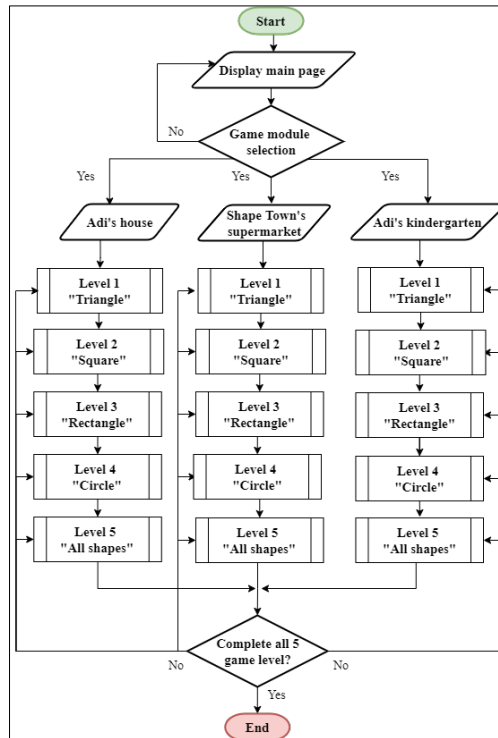 Start
Display main page
No
Game module
selection
Yes
Yes
Yes
Adi's house
Shape Town's
supermarket
Adi's kindergarten
Level 1
"Triangle"
Level 1
"Triangle"
Level 1
"Triangle"
Level 2
"Square"
Level 2
"Square"
Level 2
"Square"
Level 3
"Rectangle"
Level 3
"Rectangle"
Level 3
"Rectangle"
Level 4
"Circle"
Level 4
"Circle"
Level 4
"Circle"
Level 5
"All shapes"
Level 5
"All shapes"
Level 5
"All shapes"
Complete all 5
game level?
No
No
Yes
End